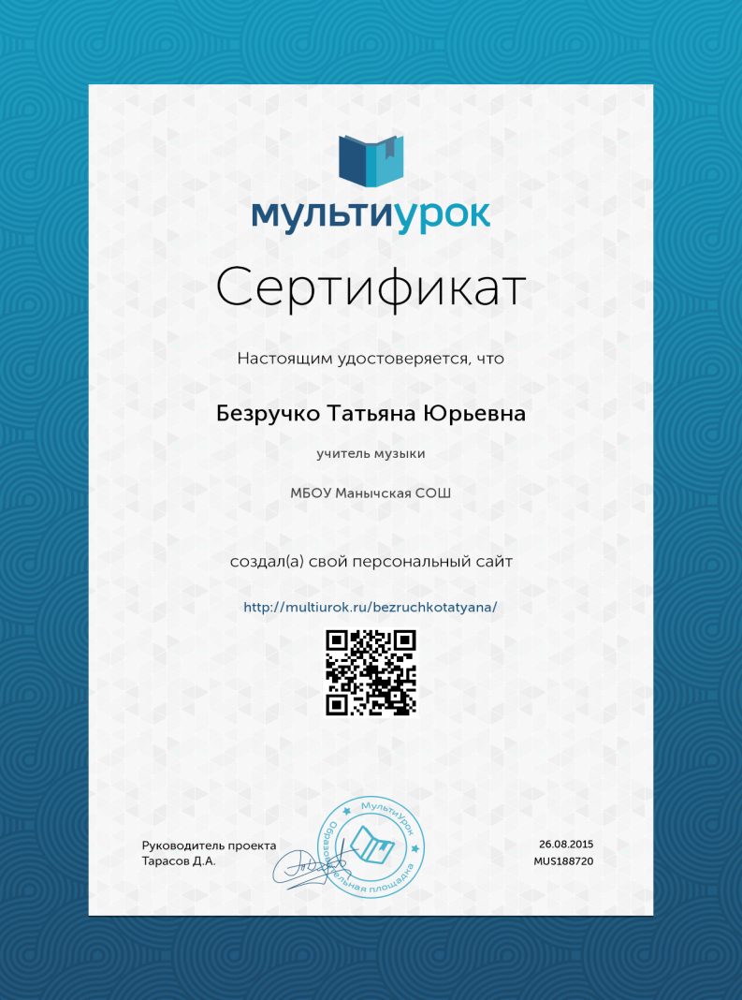 мультиурок
Сертификат
Настоящим удостоверяется, что
Безручко Татьяна Юрьевна
учитель музыки
МБОУ Манычская СОШ
создал(а) свой персональный сайт
http://multiurok.ru/bezruchkotatyana/
МультиУрок
Образовательная площадка
Руководитель проекта
Тарасов Д.А.
26.08.2015
MUS188720